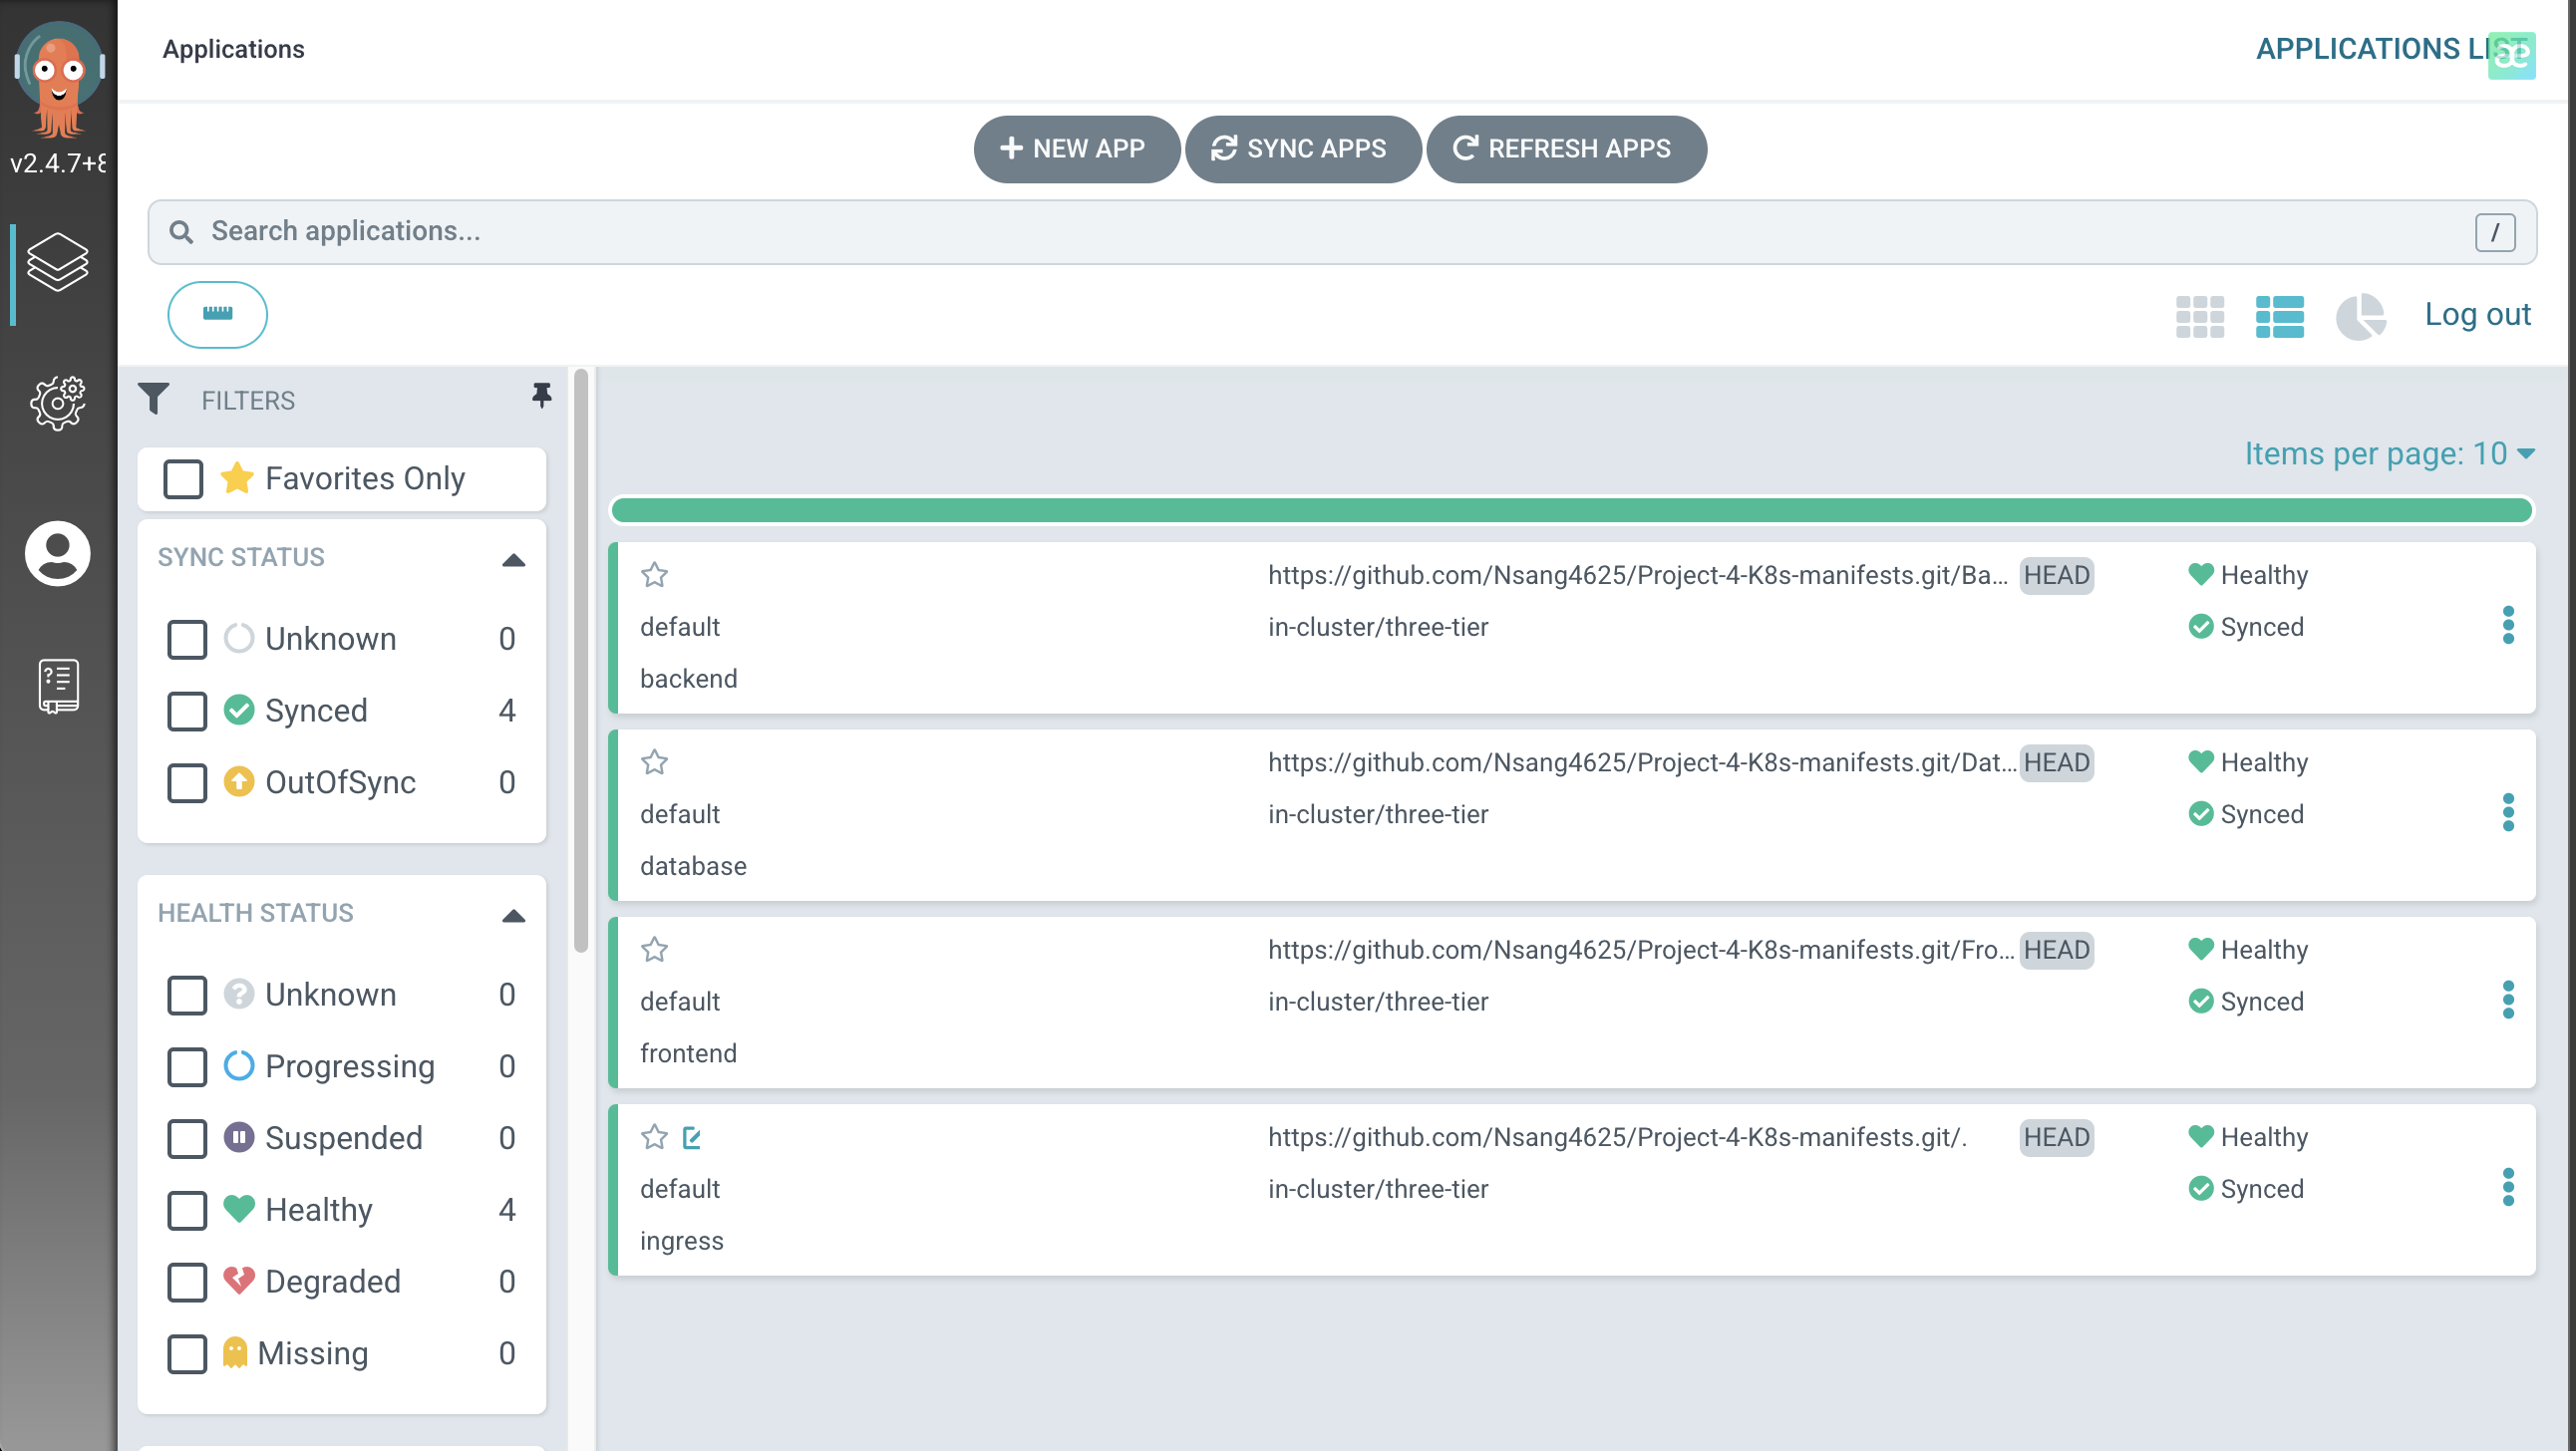 Applications
APPLICATIONS LIST
v2.4.7+8
NEW APP
SYNC APPS
REFRESH APPS
Search applications...
/
Log out
FILTERS
Items per page: 10
Favorites Only
SYNC STATUS
Unknown 0
Synced 4
OutOfSync 0
HEALTH STATUS
Unknown 0
Progressing 0
Suspended 0
Healthy 4
Degraded 0
Missing 0
https://github.com/Nsang4625/Project-4-K8s-manifests.git/Ba... HEAD Healthy
default in-cluster/three-tier Synced
backend
https://github.com/Nsang4625/Project-4-K8s-manifests.git/Dat... HEAD Healthy
default in-cluster/three-tier Synced
database
https://github.com/Nsang4625/Project-4-K8s-manifests.git/Fro... HEAD Healthy
default in-cluster/three-tier Synced
frontend
https://github.com/Nsang4625/Project-4-K8s-manifests.git/. HEAD Healthy
default in-cluster/three-tier Synced
ingress